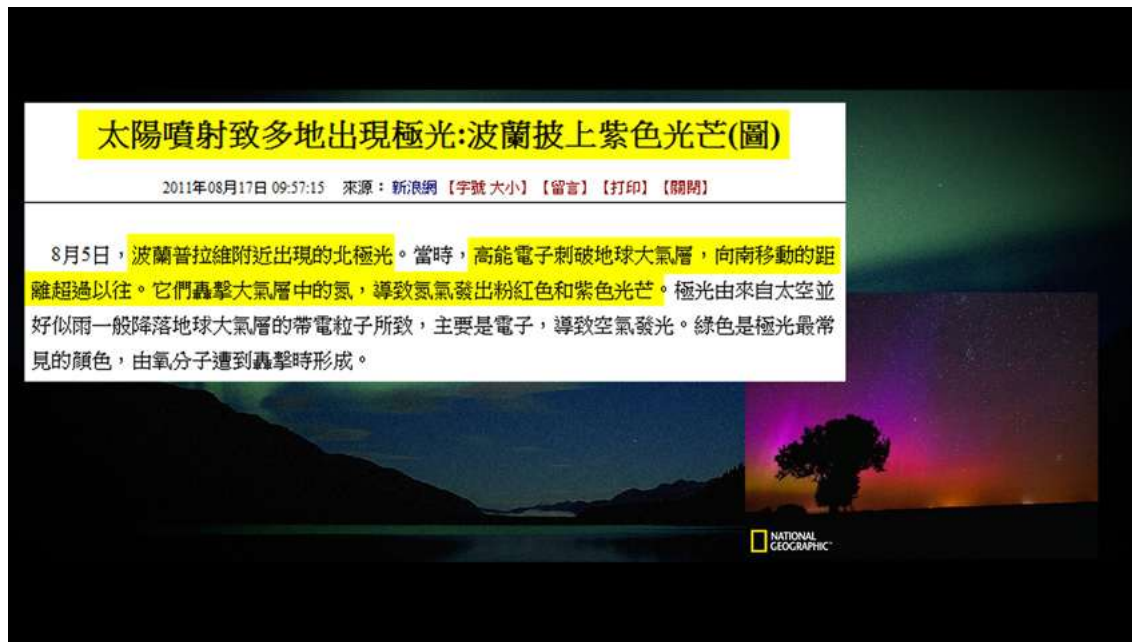 太陽噴射致多地出現極光:波蘭披上紫色光芒(圖)
2011年08月17日 09:57:15 來源：新浪網【字號 大小】【留言】【打印】【關閉】
8月5日，波蘭普拉維附近出現的北極光。當時，高能電子刺破地球大氣層，向南移動的距
離超過以往。它們轟擊大氣層中的氮，導致氮氣發出粉紅色和紫色光芒。極光由來自太空並
好似雨一般降落地球大氣層的帶電粒子所致，主要是電子，導致空氣發光。綠色是極光最常
見的顏色，由氧分子遭到轟擊時形成。
NATIONAL
GEOGRAPHIC